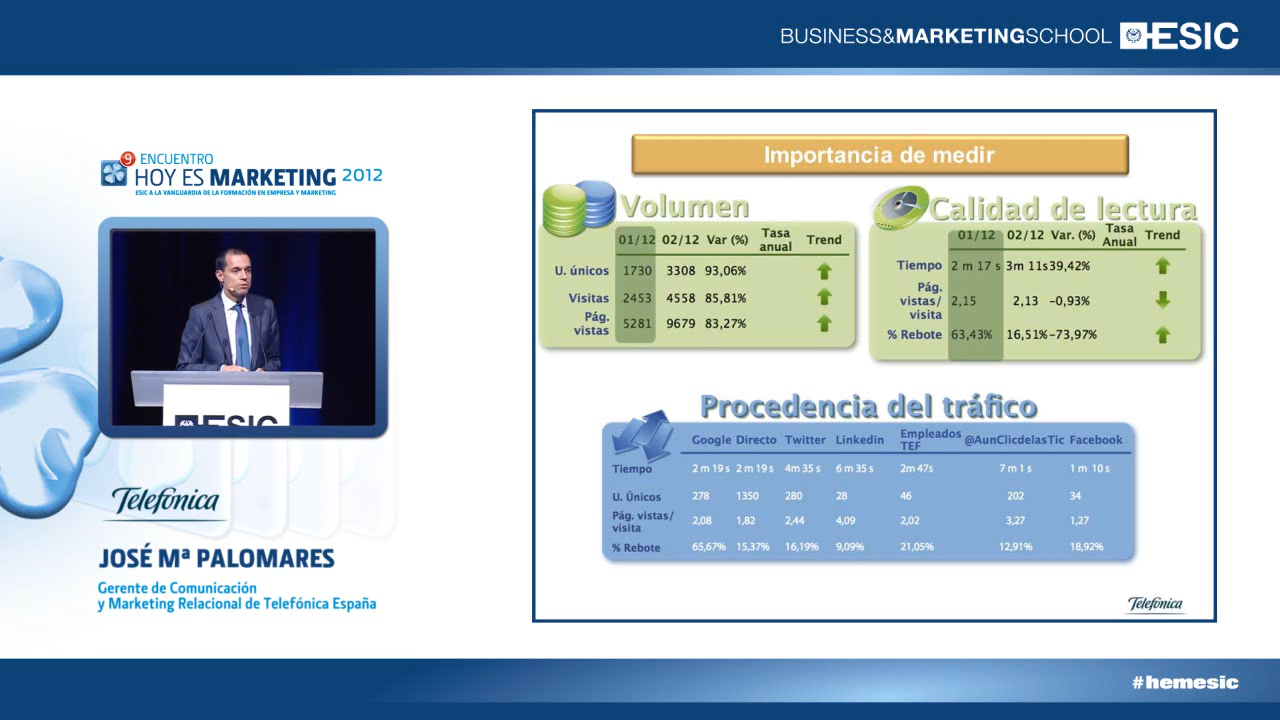 BUSINESS&MARKETINGSCHOOL ESIC
9 ENCUENTRO
HOY ES MARKETING 2012
ESIC A LA VANGUARDIA DE LA FORMACIÓN EN EMPRESA Y MARKETING
ESIC
Telefónica
JOSÉ Mª PALOMARES
Gerente de Comunicación
y Marketing Relacional de Telefónica España
Importancia de medir
Volumen
01/12 02/12 Var (%) Tasa anual Trend
U. únicos 1730 3308 93,06%
Visitas 2453 4558 85,81%
Pág. vistas 5281 9679 83,27%
Calidad de lectura
01/12 02/12 Var. (%) Tasa Anual Trend
Tiempo 2 m 17 s 3m 11s 39,42%
Pág. vistas/ visita 2,15 2,13 -0,93%
% Rebote 63,43% 16,51% -73,97%
Procedencia del tráfico
Google Directo Twitter Linkedin Empleados TEF @AunClicdelasTic Facebook
Tiempo 2 m 19 s 2 m 19 s 4m 35 s 6 m 35 s 2m 47s 7 m 1 s 1 m 10 s
U. Únicos 278 1350 280 28 46 202 34
Pág. vistas/ visita 2,08 1,82 2,44 4,09 2,02 3,27 1,27
% Rebote 65,67% 15,37% 16,19% 9,09% 21,05% 12,91% 18,92%
Telefónica
#hemesic